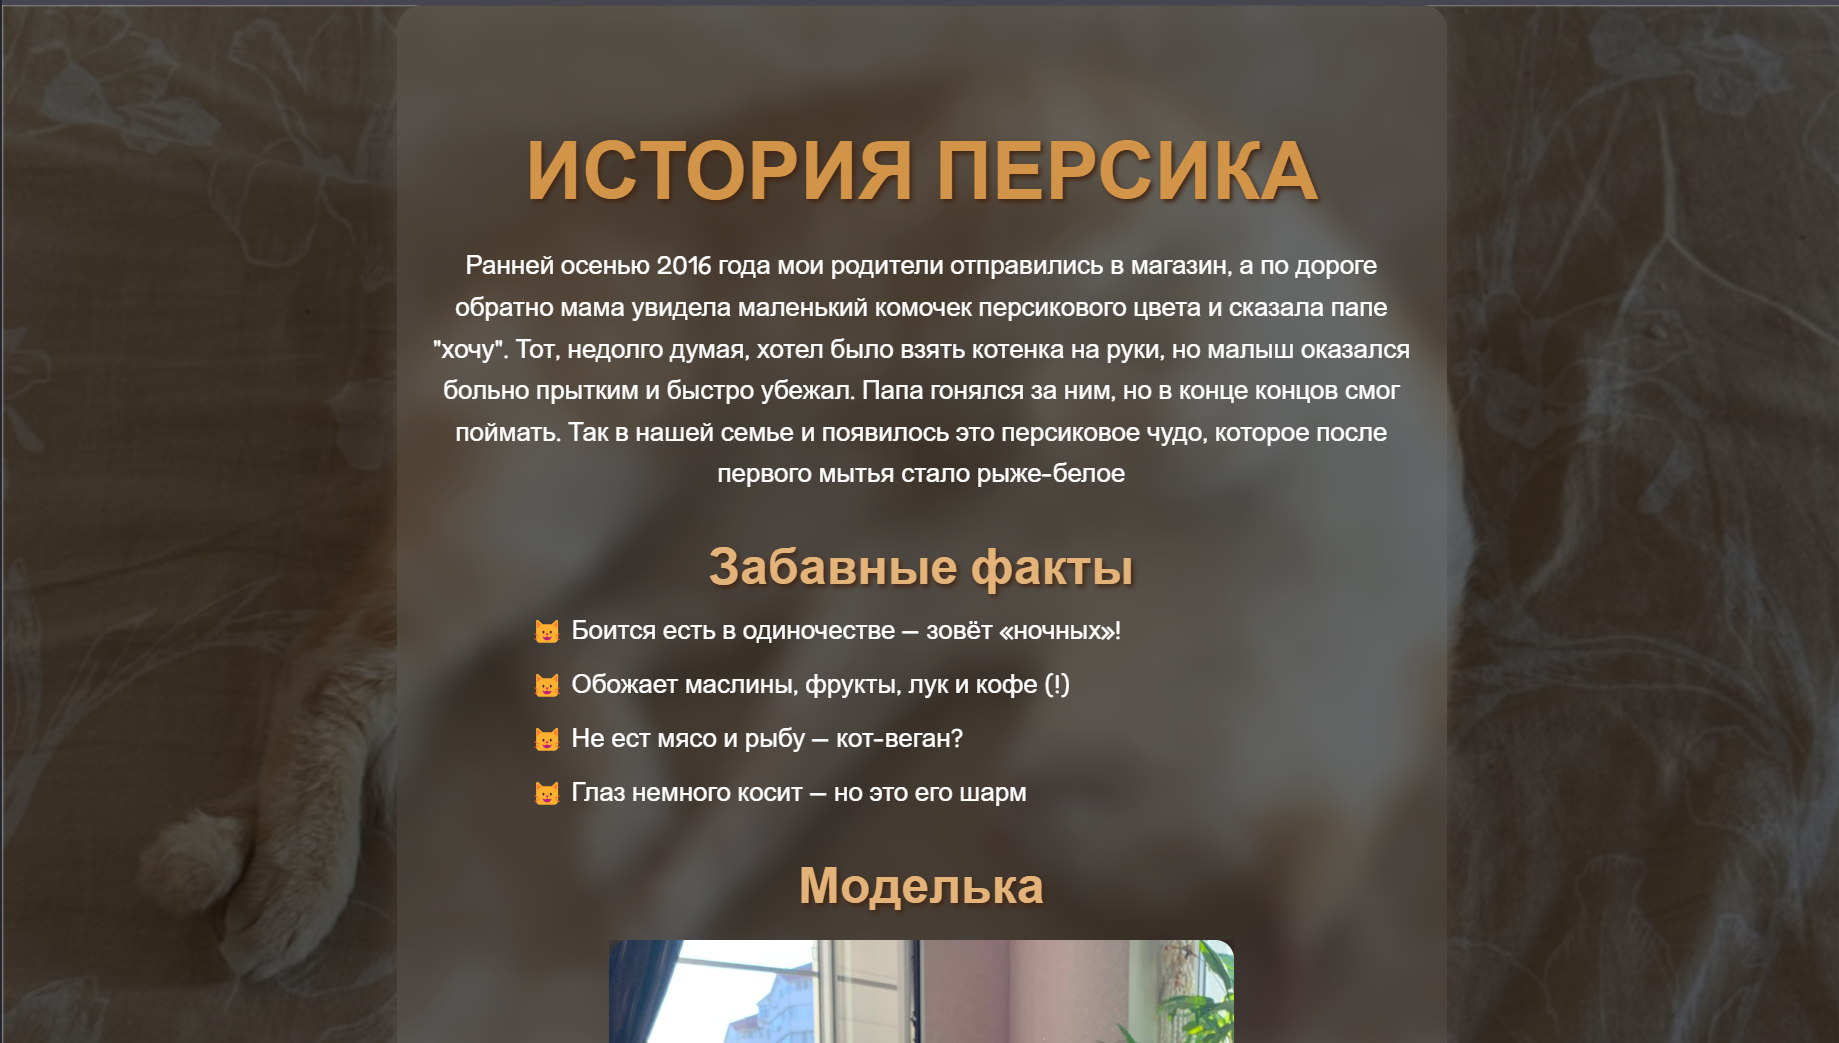 ИСТОРИЯ ПЕРСИКА
Ранней осенью 2016 года мои родители отправились в магазин, а по дороге
обратно мама увидела маленький комочек персикового цвета и сказала папе
"хочу". Тот, недолго думая, хотел было взять котенка на руки, но малыш оказался
больно прытким и быстро убежал. Папа гонялся за ним, но в конце концов смог
поймать. Так в нашей семье и появилось это персиковое чудо, которое после
первого мытья стало рыже-белое
Забавные факты
Боится есть в одиночестве — зовёт «ночных»!
Обожает маслины, фрукты, лук и кофе (!)
Не ест мясо и рыбу — кот-веган?
Глаз немного косит — но это его шарм
Моделька